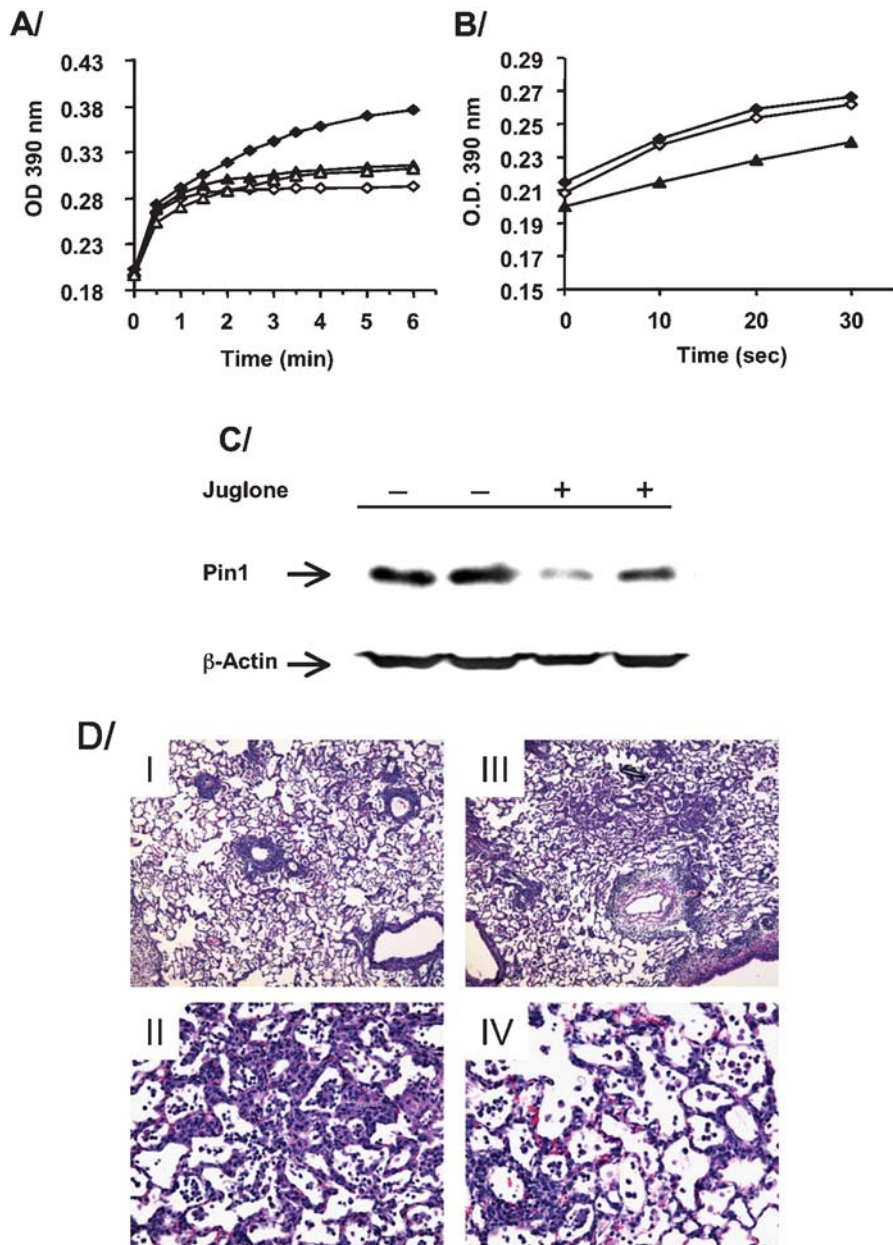 A/
B/
0.43
0.38
0.33
0.28
0.23
0.18
OD 390 nm
0 1 2 3 4 5 6
Time (min)
0.29
0.27
0.25
0.23
0.21
0.19
0.17
0.15
O.D. 390 nm
0 10 20 30
Time (sec)
C/
Juglone − − + +
Pin1
β-Actin
D/
I
III
II
IV